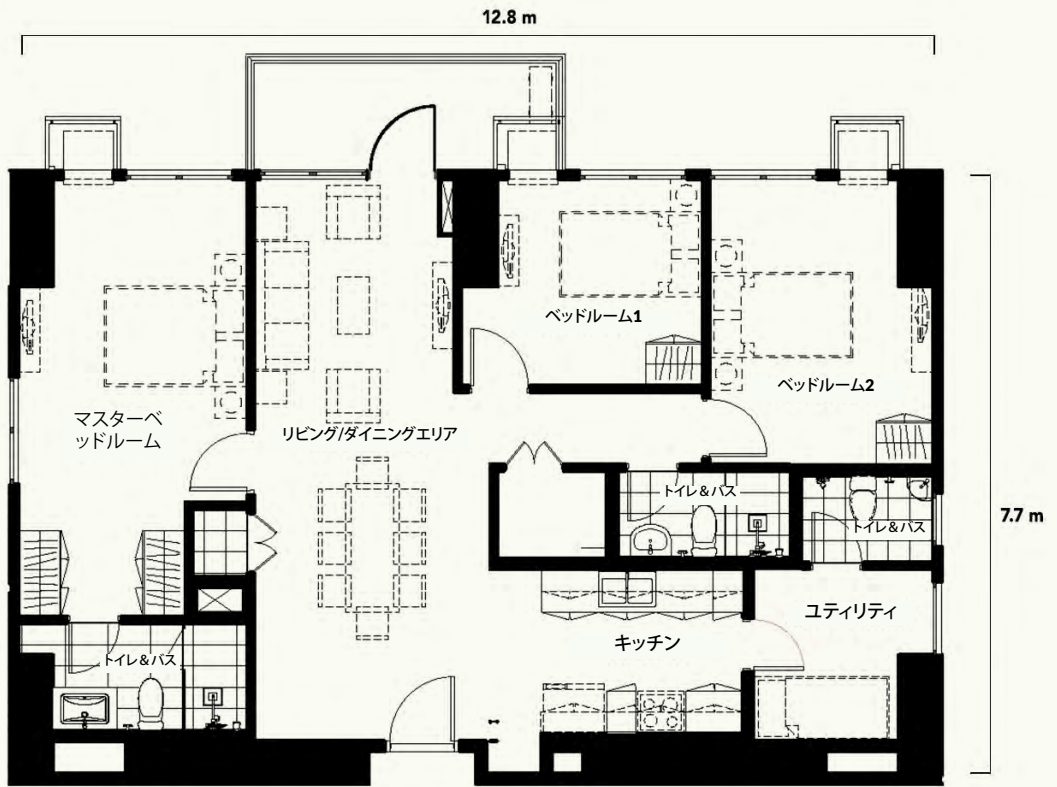 12.8 m
ベッドルーム1
ベッドルーム2
マスターベ
ッドルーム
リビング/ダイニングエリア
トイレ&バス
トイレ&バス
7.7 m
ユティリティ
キッチン
トイレ&バス